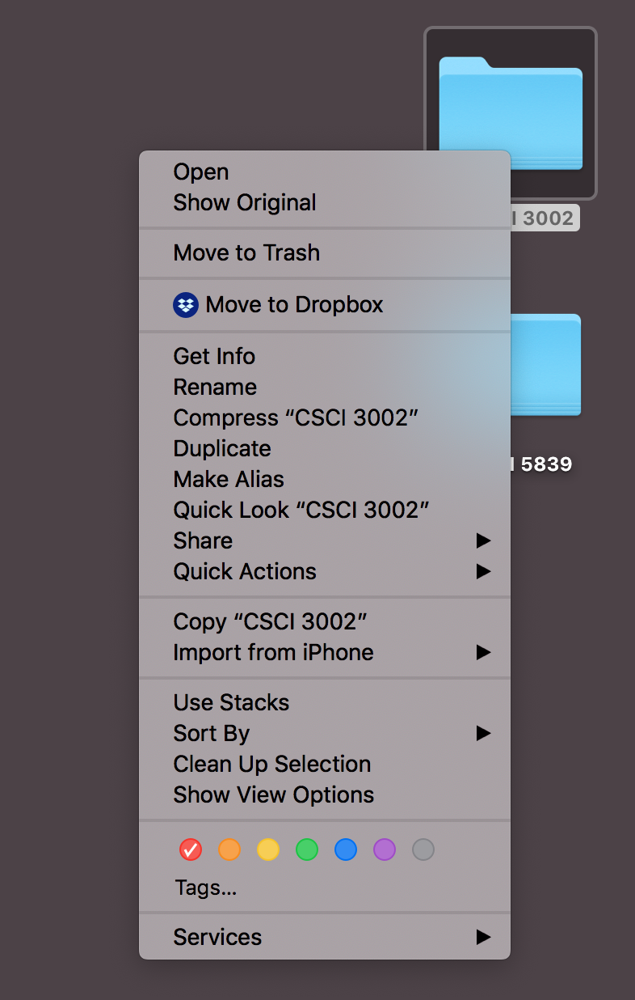 Open
Show Original
I 3002
Move to Trash
Move to Dropbox
Get Info
Rename
Compress “CSCI 3002”
Duplicate
I 5839
Make Alias
Quick Look “CSCI 3002”
Share
Quick Actions
Copy “CSCI 3002”
Import from iPhone
Use Stacks
Sort By
Clean Up Selection
Show View Options
Tags...
Services